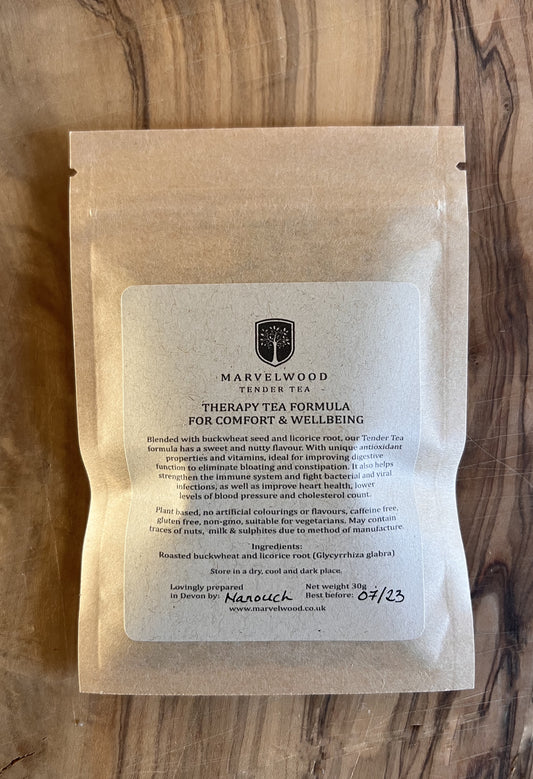 MARVELWOOD
TENDER TEA
THERAPY TEA FORMULA
FOR COMFORT & WELLBEING
Blended with buckwheat seed and licorice root, our Tender Tea
formula has a sweet and nutty flavour. With unique antioxidant
properties and vitamins, ideal for improving digestive
function to eliminate bloating and constipation. It also helps
strengthen the immune system and fight bacterial and viral
infections, as well as improve heart health, lower
levels of blood pressure and cholesterol count.
Plant based, no artificial colourings or flavours, caffeine free,
gluten free, non-gmo, suitable for vegetarians. May contain
traces of nuts, milk & sulphites due to method of manufacture.
Ingredients:
Roasted buckwheat and licorice root (Glycyrrhiza glabra)
Store in a dry, cool and dark place.
Lovingly prepared Net weight 30g
in Devon by: Narouch Best before: 07/23
www.marvelwood.co.uk